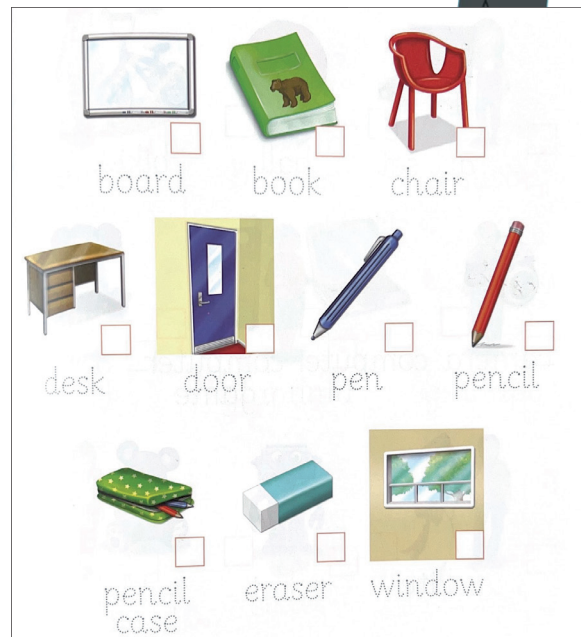 board book chair
desk door pen pencil
pencil case eraser window